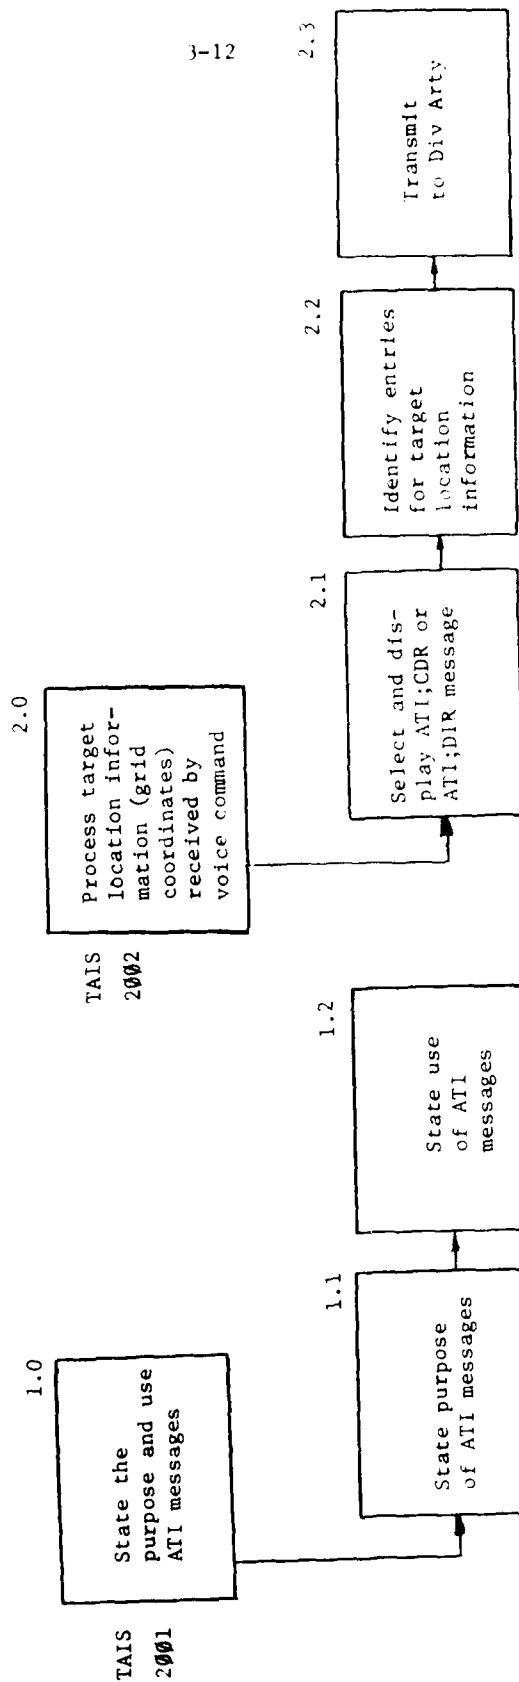 3-12
TAIS
2001
1.0
State the
purpose and use
ATI messages
1.1
State purpose
of ATI messages
1.2
State use
of ATI
messages
TAIS
2002
2.0
Process target
location infor-
mation (grid
coordinates)
received by
voice command
2.1
Select and dis-
play ATI;CDR or
ATI;DIR message
2.2
Identify entries
for target
location
information
2.3
Transmit
to Div Arty